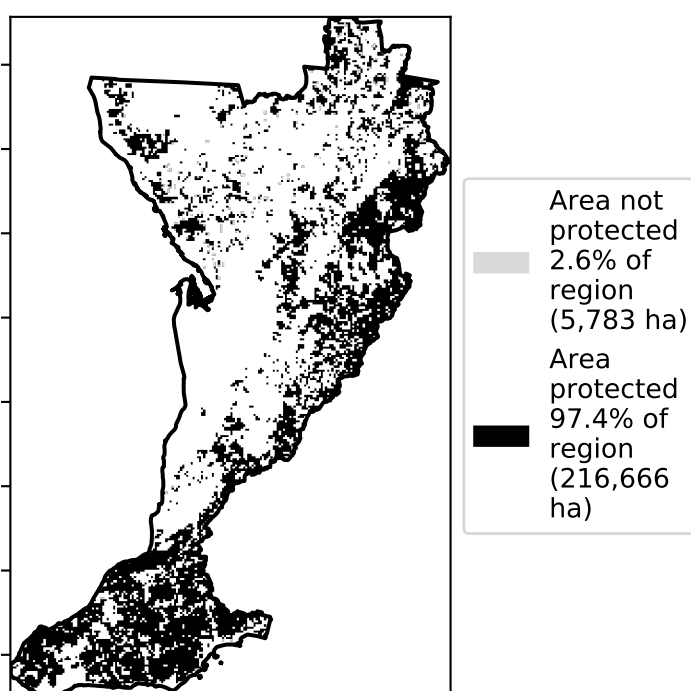 Area not
protected
2.6% of
region
(5,783 ha)
Area
protected
97.4% of
region
(216,666
ha)